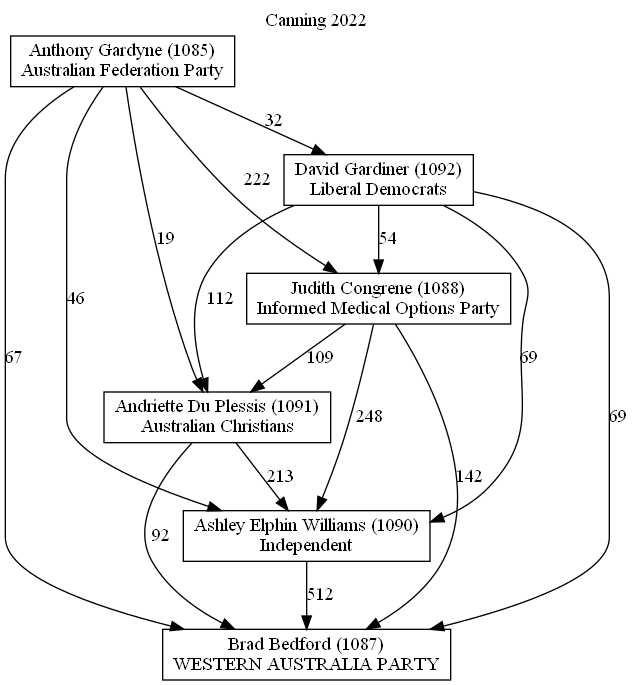 Canning 2022
Anthony Gardyne (1085)
Australian Federation Party
32
David Gardiner (1092)
Liberal Democrats
222
19
54
Judith Congrene (1088)
Informed Medical Options Party
112
46
67
109
69
69
Andriette Du Plessis (1091)
Australian Christians
248
213
142
Ashley Elphin Williams (1090)
Independent
92
512
Brad Bedford (1087)
WESTERN AUSTRALIA PARTY